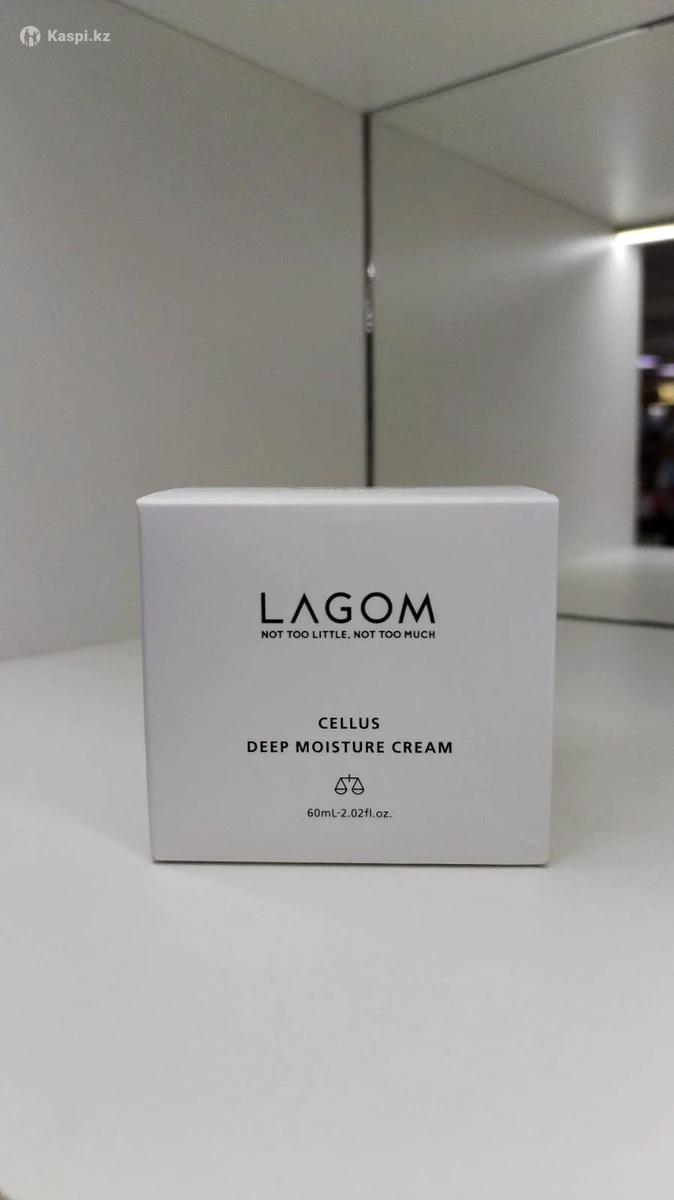 Kaspi.kz
LAGOM
NOT TOO LITTLE, NOT TOO MUCH
CELLUS
DEEP MOISTURE CREAM
60mL-2.02fl.oz.